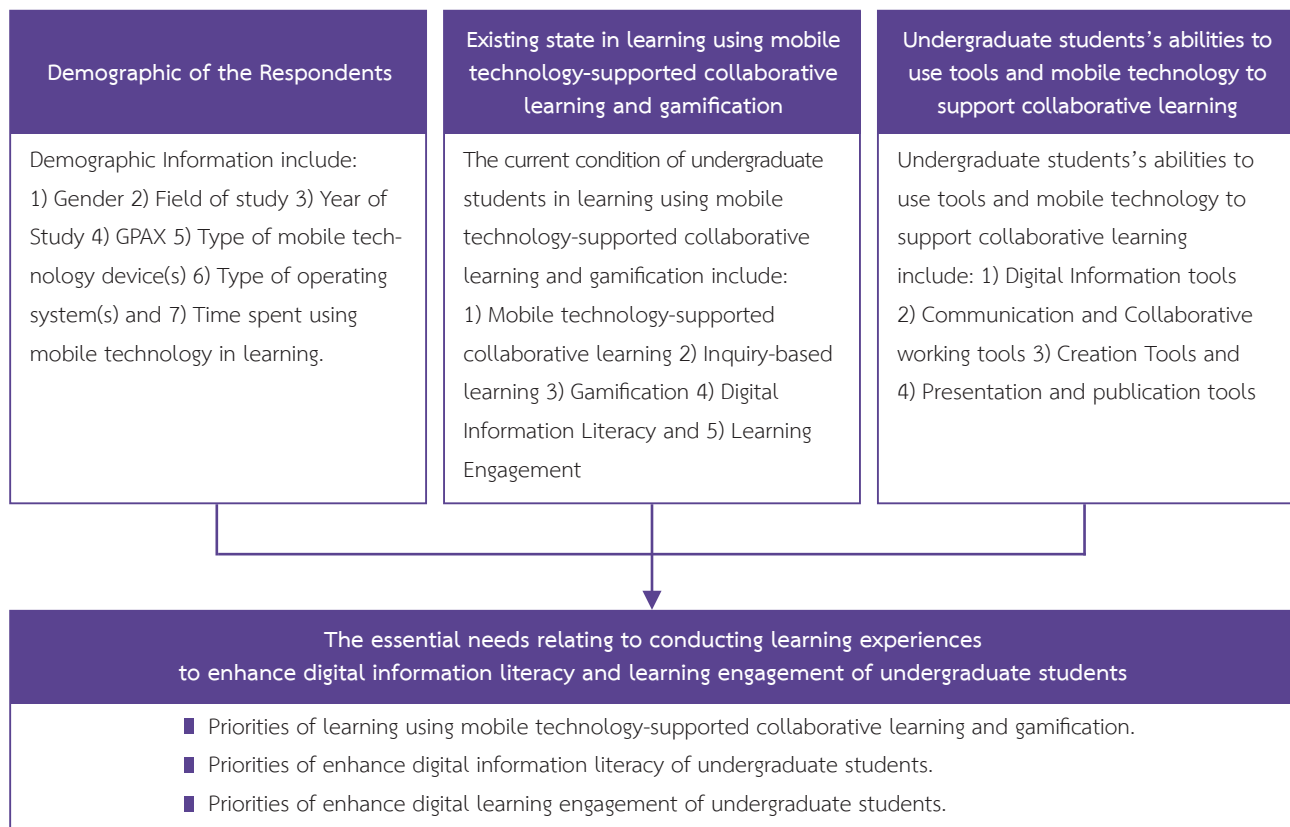 Demographic of the Respondents
Demographic Information include:
1) Gender 2) Field of study 3) Year of
Study 4) GPAX 5) Type of mobile tech-
nology device(s) 6) Type of operating
system(s) and 7) Time spent using
mobile technology in learning.
Existing state in learning using mobile
technology-supported collaborative
learning and gamification
The current condition of undergraduate
students in learning using mobile
technology-supported collaborative
learning and gamification include:
1) Mobile technology-supported
collaborative learning 2) Inquiry-based
learning 3) Gamification 4) Digital
Information Literacy and 5) Learning
Engagement
Undergraduate students's abilities to
use tools and mobile technology to
support collaborative learning
Undergraduate students's abilities to
use tools and mobile technology to
support collaborative learning
include: 1) Digital Information tools
2) Communication and Collaborative
working tools 3) Creation Tools and
4) Presentation and publication tools
The essential needs relating to conducting learning experiences
to enhance digital information literacy and learning engagement of undergraduate students
Priorities of learning using mobile technology-supported collaborative learning and gamification.
Priorities of enhance digital information literacy of undergraduate students.
Priorities of enhance digital learning engagement of undergraduate students.